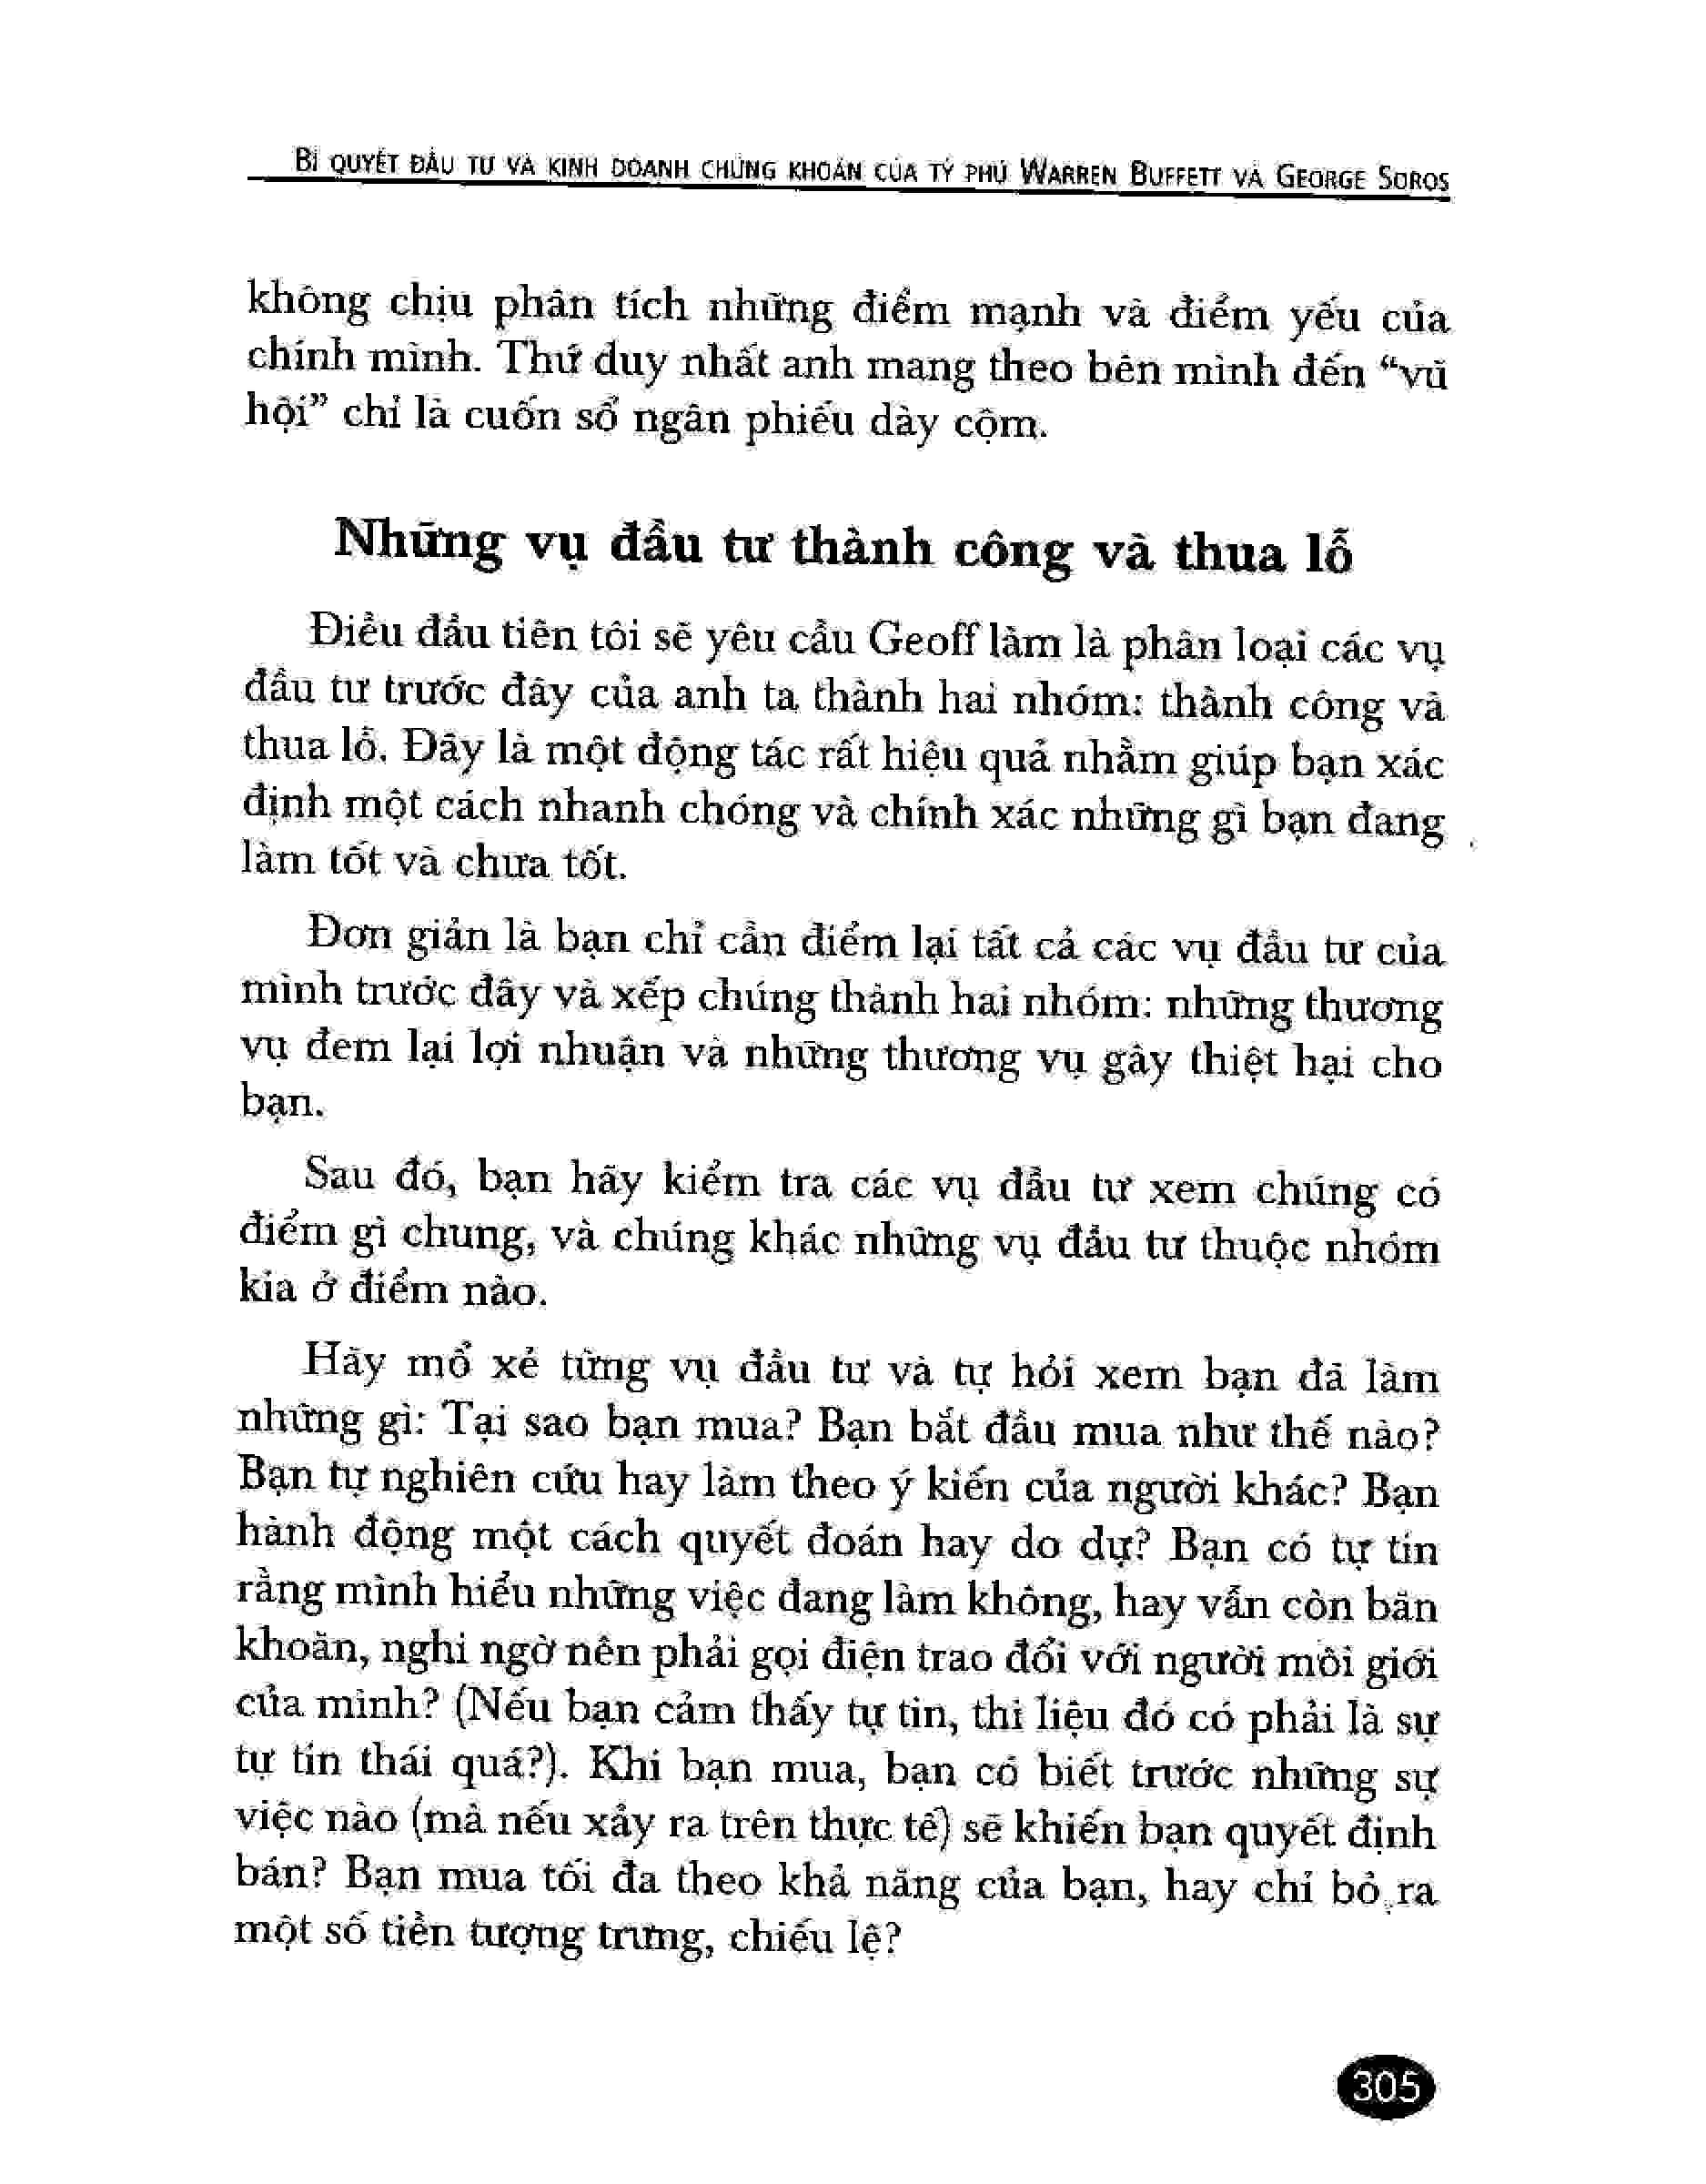 BÍ QUYẾT ĐẦU TƯ VÀ KINH DOANH CHỨNG KHOÁN CỦA TỶ PHÚ WARREN BUFFETT VÀ GEORGE SOROS
không chịu phân tích những điểm mạnh và điểm yếu của
chính mình. Thứ duy nhất anh mang theo bên mình đến “vũ
hội” chỉ là cuốn sổ ngân phiếu dày cộm.
Những vụ đầu tư thành công và thua lỗ
Điều đầu tiên tôi sẽ yêu cầu Geoff làm là phân loại các vụ
đầu tư trước đây của anh ta thành hai nhóm: thành công và
thua lỗ. Đây là một động tác rất hiệu quả nhằm giúp bạn xác
định một cách nhanh chóng và chính xác những gì bạn đang
làm tốt và chưa tốt.
Đơn giản là bạn chỉ cần điểm lại tất cả các vụ đầu tư của
mình trước đây và xếp chúng thành hai nhóm: những thương
vụ đem lại lợi nhuận và những thương vụ gây thiệt hại cho
bạn.
Sau đó, bạn hãy kiểm tra các vụ đầu tư xem chúng có
điểm gì chung, và chúng khác những vụ đầu tư thuộc nhóm
kia ở điểm nào.
Hãy mổ xẻ từng vụ đầu tư và tự hỏi xem bạn đã làm
những gì: Tại sao bạn mua? Bạn bắt đầu mua như thế nào?
Bạn tự nghiên cứu hay làm theo ý kiến của người khác? Bạn
hành động một cách quyết đoán hay do dự? Bạn có tự tin
rằng mình hiểu những việc đang làm không, hay vẫn còn băn
khoăn, nghi ngờ nên phải gọi điện trao đổi với người môi giới
của mình? (Nếu bạn cảm thấy tự tin, thì liệu đó có phải là sự
tự tin thái quá?). Khi bạn mua, bạn có biết trước những sự
việc nào (mà nếu xảy ra trên thực tế) sẽ khiến bạn quyết định
bán? Bạn mua tối đa theo khả năng của bạn, hay chỉ bỏ ra
một số tiền tượng trưng, chiếu lệ?
305